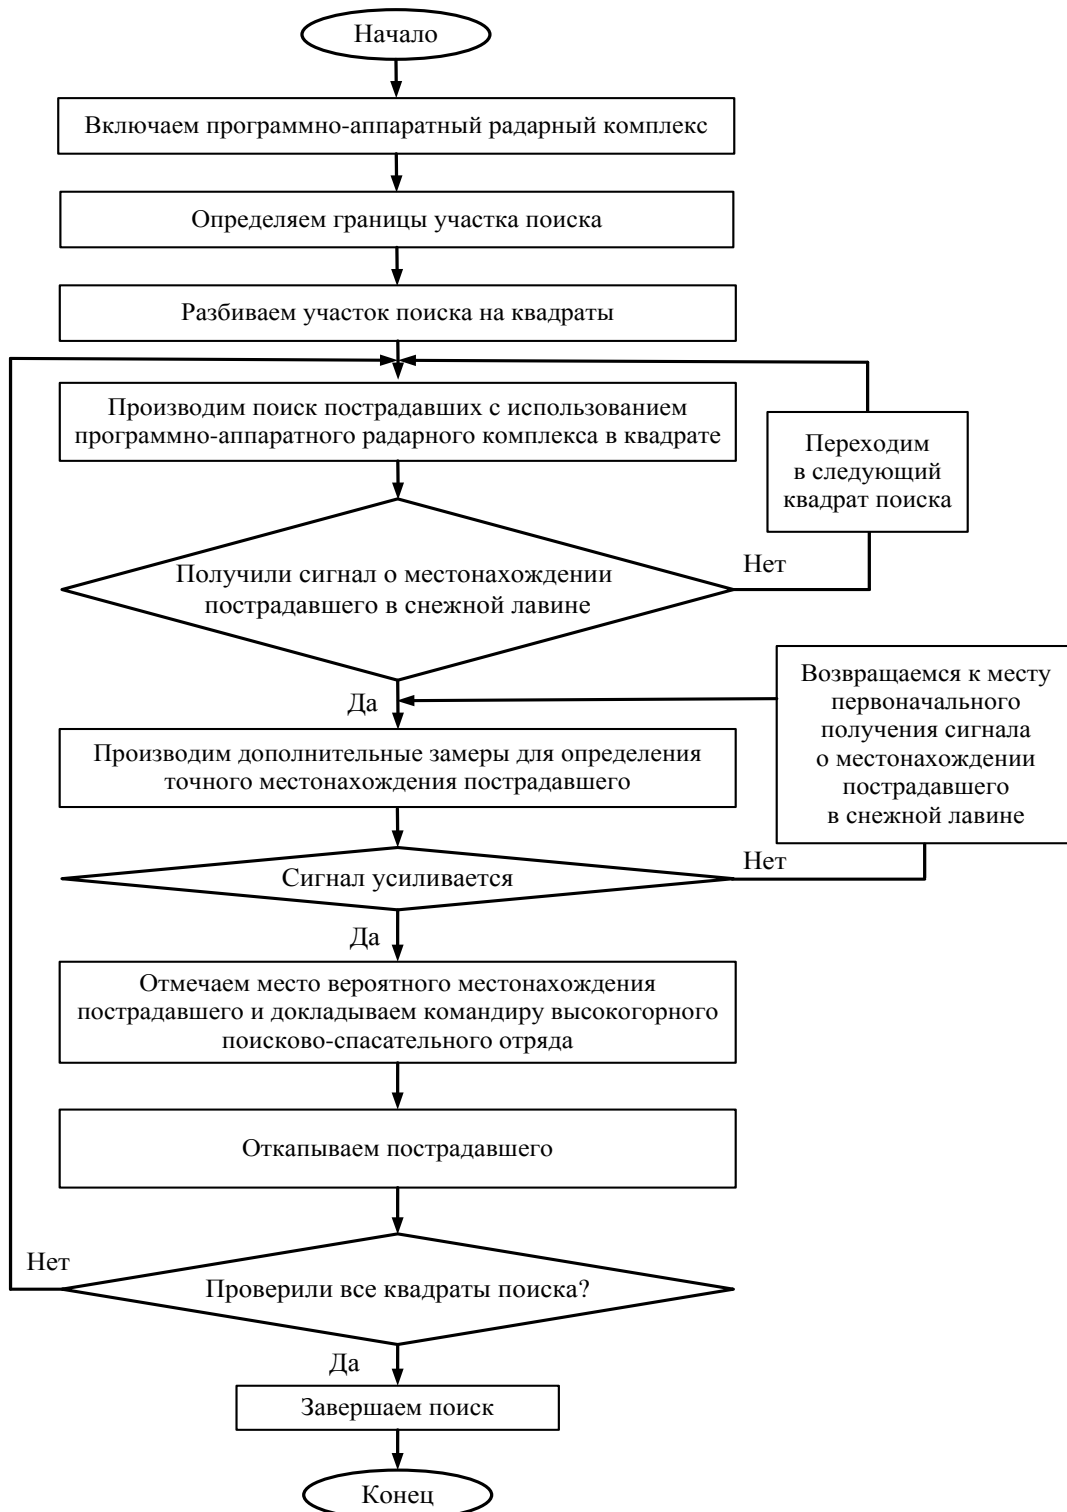 Начало
Включаем программно-аппаратный радарный комплекс
Определяем границы участка поиска
Разбиваем участок поиска на квадраты
Производим поиск пострадавших с использованием
программно-аппаратного радарного комплекса в квадрате
Переходим
в следующий
квадрат поиска
Нет
Получили сигнал о местонахождении
пострадавшего в снежной лавине
Да
Возвращаемся к месту
первоначального
получения сигнала
о местонахождении
пострадавшего
в снежной лавине
Производим дополнительные замеры для определения
точного местонахождения пострадавшего
Нет
Сигнал усиливается
Да
Отмечаем место вероятного местонахождения
пострадавшего и докладываем командиру высокогорного
поисково-спасательного отряда
Откапываем пострадавшего
Нет
Проверили все квадраты поиска?
Да
Завершаем поиск
Конец